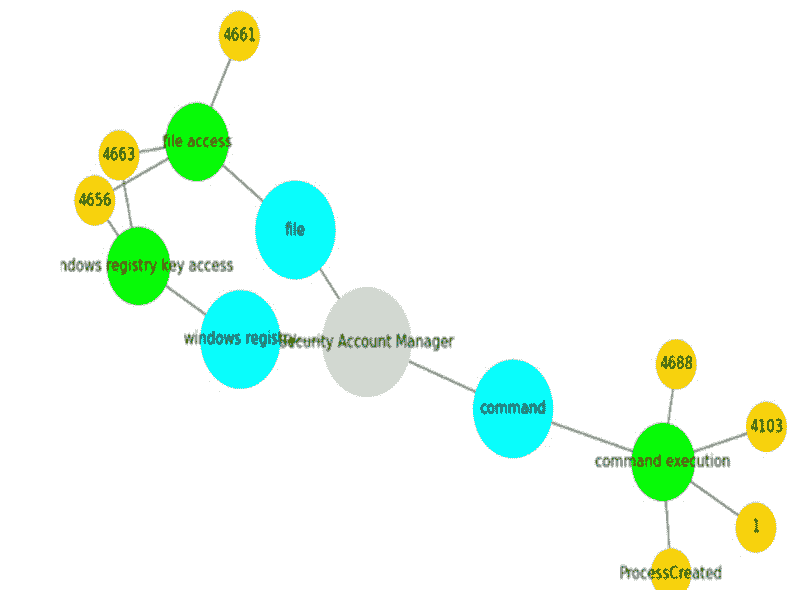 4661
file access
4663
4656
file
ndows registry key access
windows registry
Security Account Manager
4688
command
4103
command execution
1
ProcessCreated